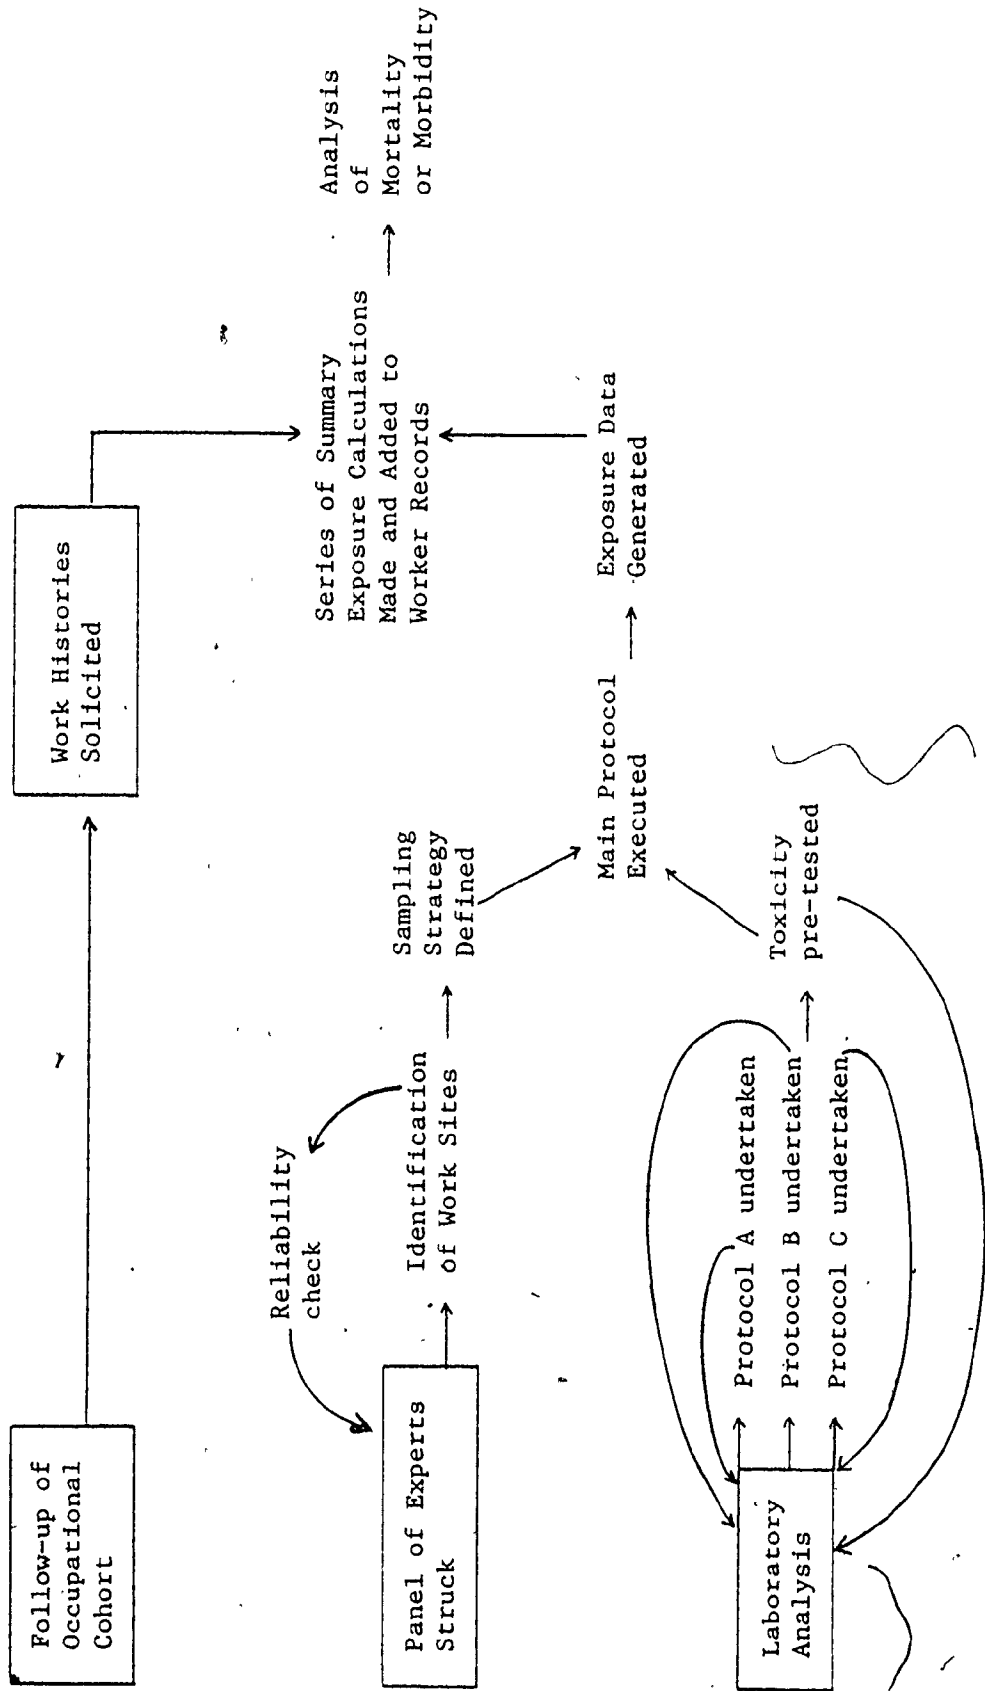 Follow-up of
Occupational
Cohort
Work Histories
Solicited
Reliability
check
Panel of Experts
Struck
Identification
of Work Sites
Sampling
Strategy
Defined
Series of Summary
Exposure Calculations
Made and Added to
Worker Records
Analysis
of
Mortality
or Morbidity
Main Protocol
Executed
Exposure Data
Generated
Laboratory
Analysis
Protocol A undertaken
Protocol B undertaken
Protocol C undertaken
Toxicity
pre-tested